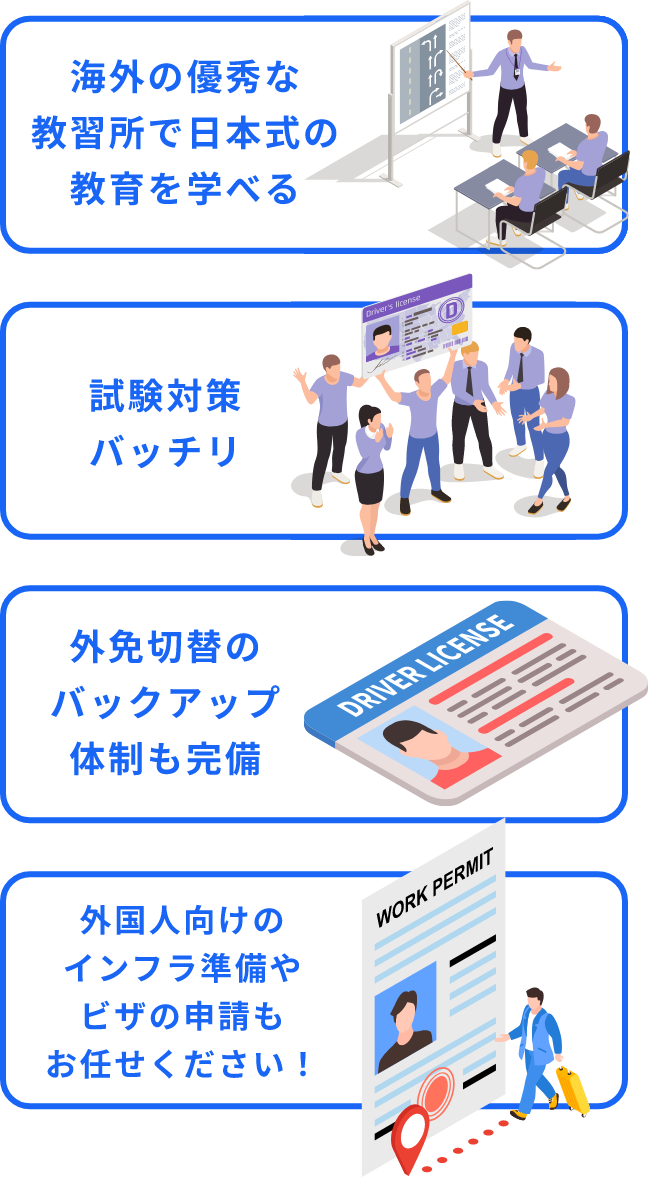 海外の優秀な
教習所で日本式の
教育を学べる
Driver's license
D
試験対策
バッチリ
外免切替の
バックアップ
体制も完備
DRIVER LICENSE
WORK PERMIT
外国人向けの
インフラ準備や
ビザの申請も
お任せください！